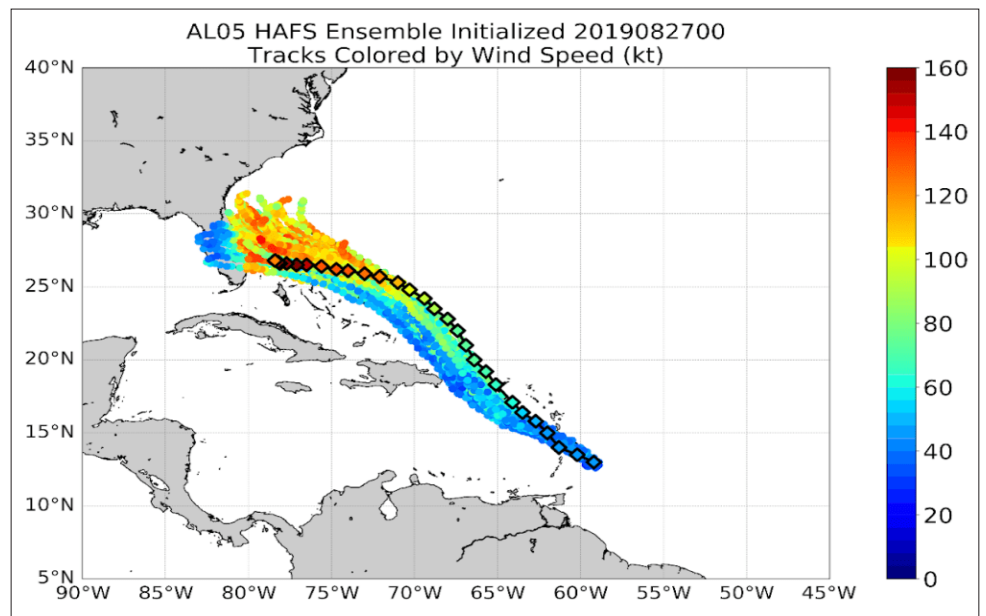 AL05 HAFS Ensemble Initialized 2019082700
Tracks Colored by Wind Speed (kt)
40°N
35°N
30°N
25°N
20°N
15°N
10°N
5°N
90°W 85°W 80°W 75°W 70°W 65°W 60°W 55°W 50°W 45°W
160
140
120
100
80
60
40
20
0